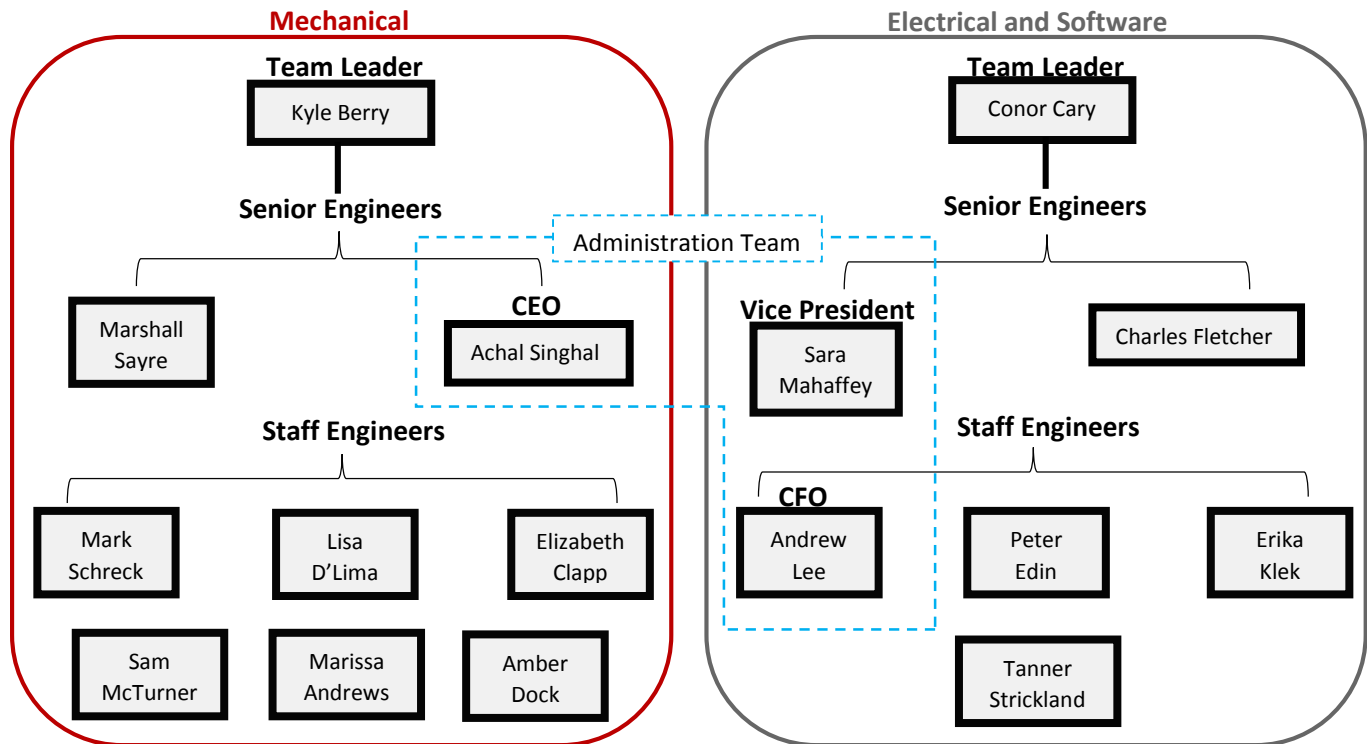 Mechanical
Team Leader
Kyle Berry
Senior Engineers
Marshall
Sayre
CEO
Achal Singhal
Staff Engineers
Mark
Schreck
Lisa
D’Lima
Elizabeth
Clapp
Sam
McTurner
Marissa
Andrews
Amber
Dock
Administration Team
Electrical and Software
Team Leader
Conor Cary
Senior Engineers
Vice President
Sara
Mahaffey
Charles Fletcher
Staff Engineers
CFO
Andrew
Lee
Peter
Edin
Erika
Klek
Tanner
Strickland